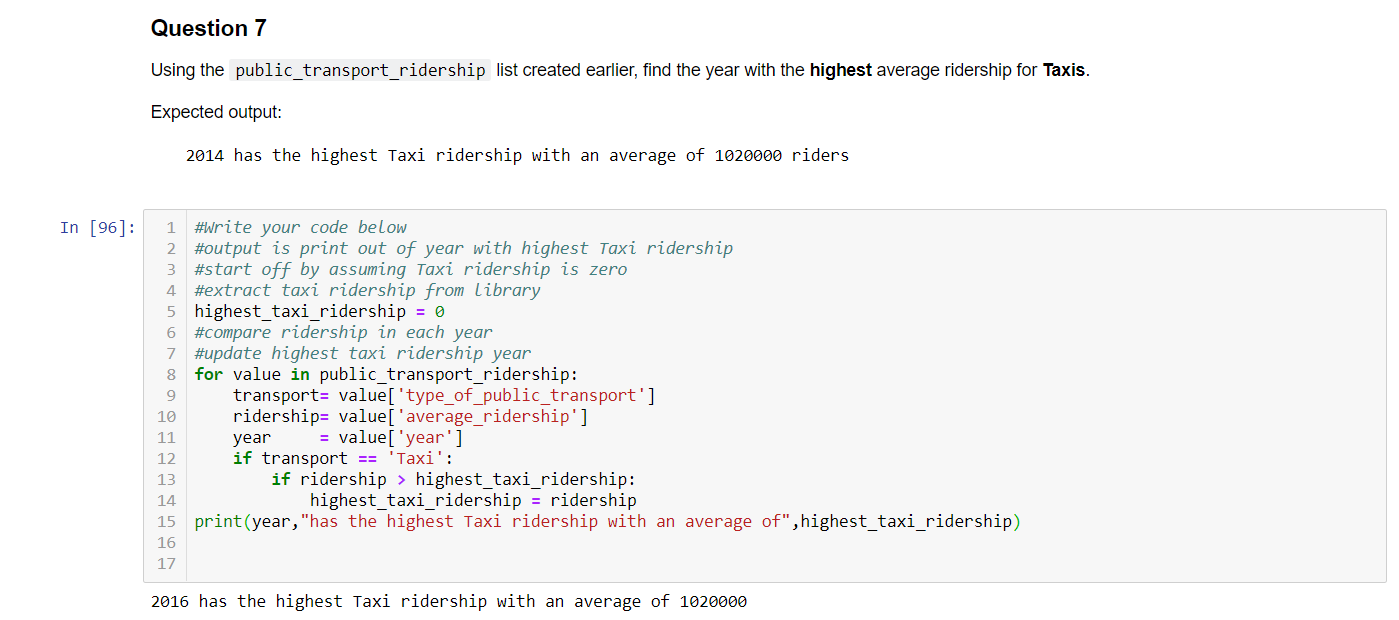 Question 7
Using the public_transport_ridership list created earlier, find the year with the highest average ridership for Taxis.
Expected output:
2014 has the highest Taxi ridership with an average of 1020000 riders
In [96]:
1 #Write your code below
2 #output is print out of year with highest Taxi ridership
3 #start off by assuming Taxi ridership is zero
4 #extract taxi ridership from library
5 highest_taxi_ridership = 0
6 #compare ridership in each year
7 #update highest taxi ridership year
8 for value in public_transport_ridership:
9     transport= value['type_of_public_transport']
10     ridership= value['average_ridership']
11     year     = value['year']
12     if transport == 'Taxi':
13         if ridership > highest_taxi_ridership:
14             highest_taxi_ridership = ridership
15 print(year,"has the highest Taxi ridership with an average of",highest_taxi_ridership)
16
17
2016 has the highest Taxi ridership with an average of 1020000